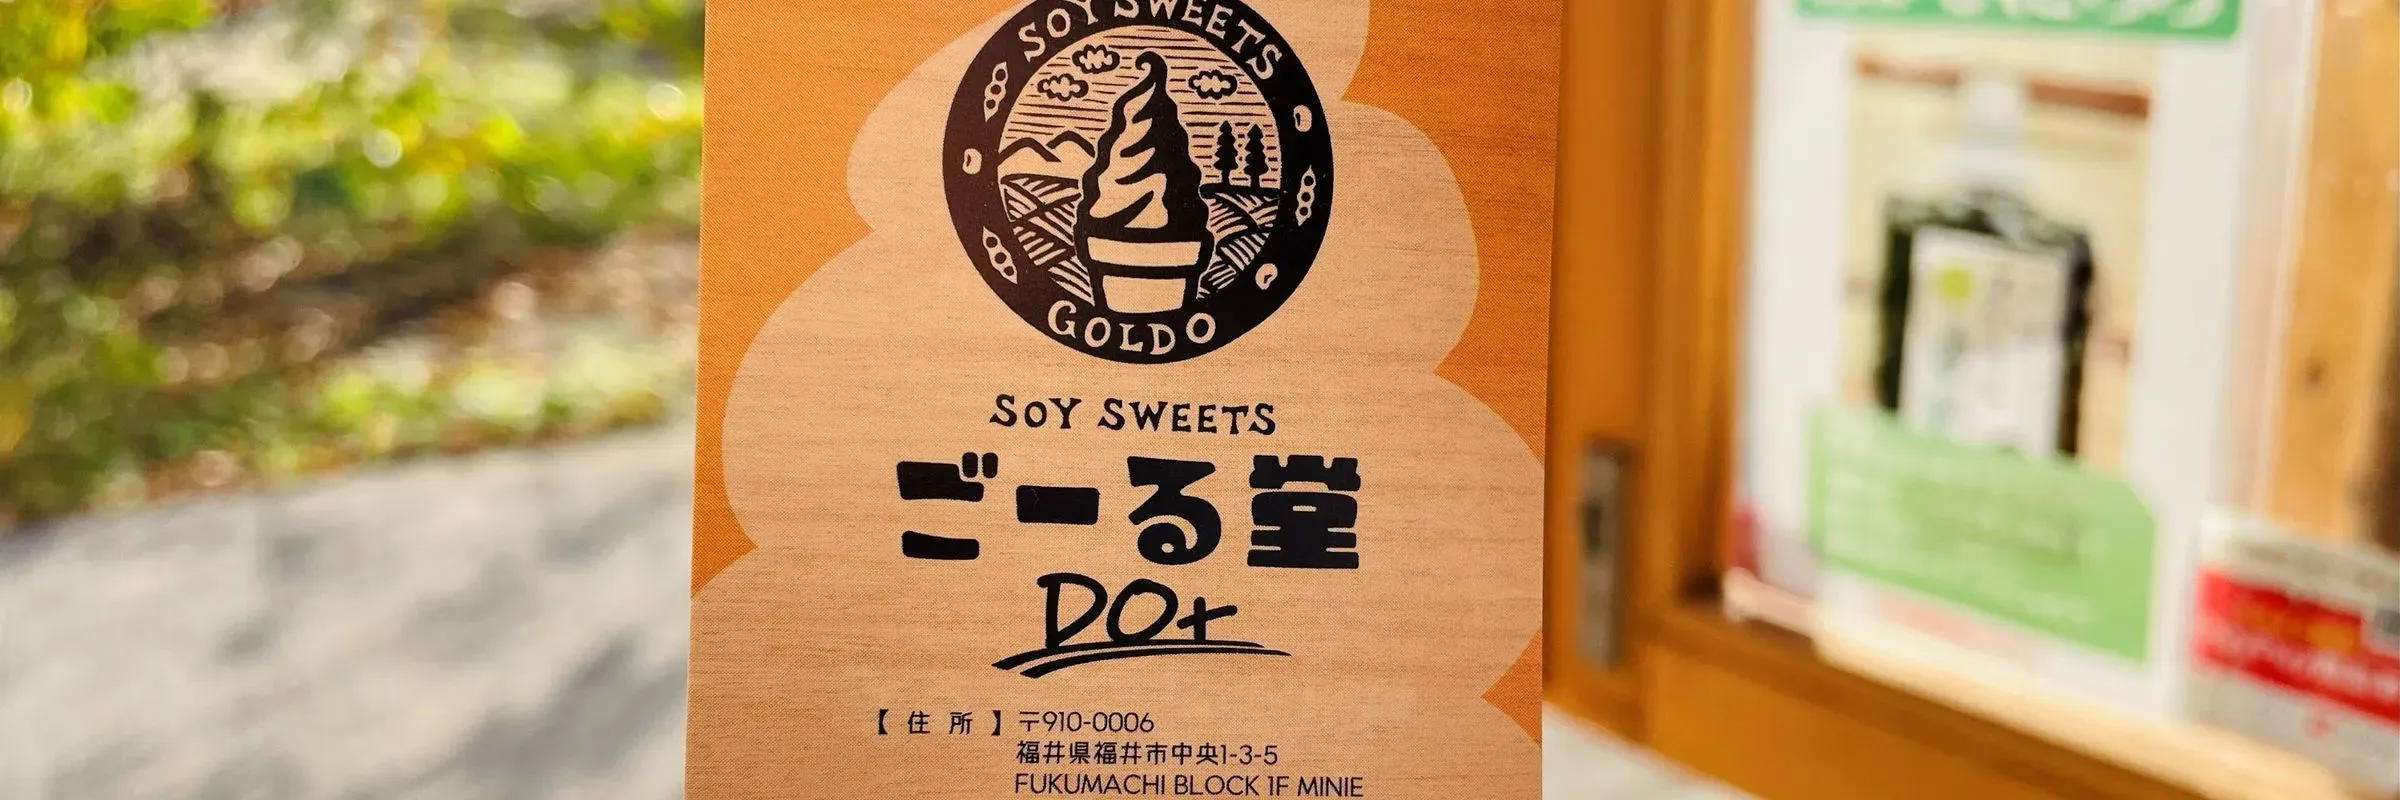 SOY SWEETS
GOLDO
SOY SWEETS
ごーる堂
DO+
【住所】〒910-0006
福井県福井市中央1-3-5
FUKUMACHI BLOCK 1F MINIE